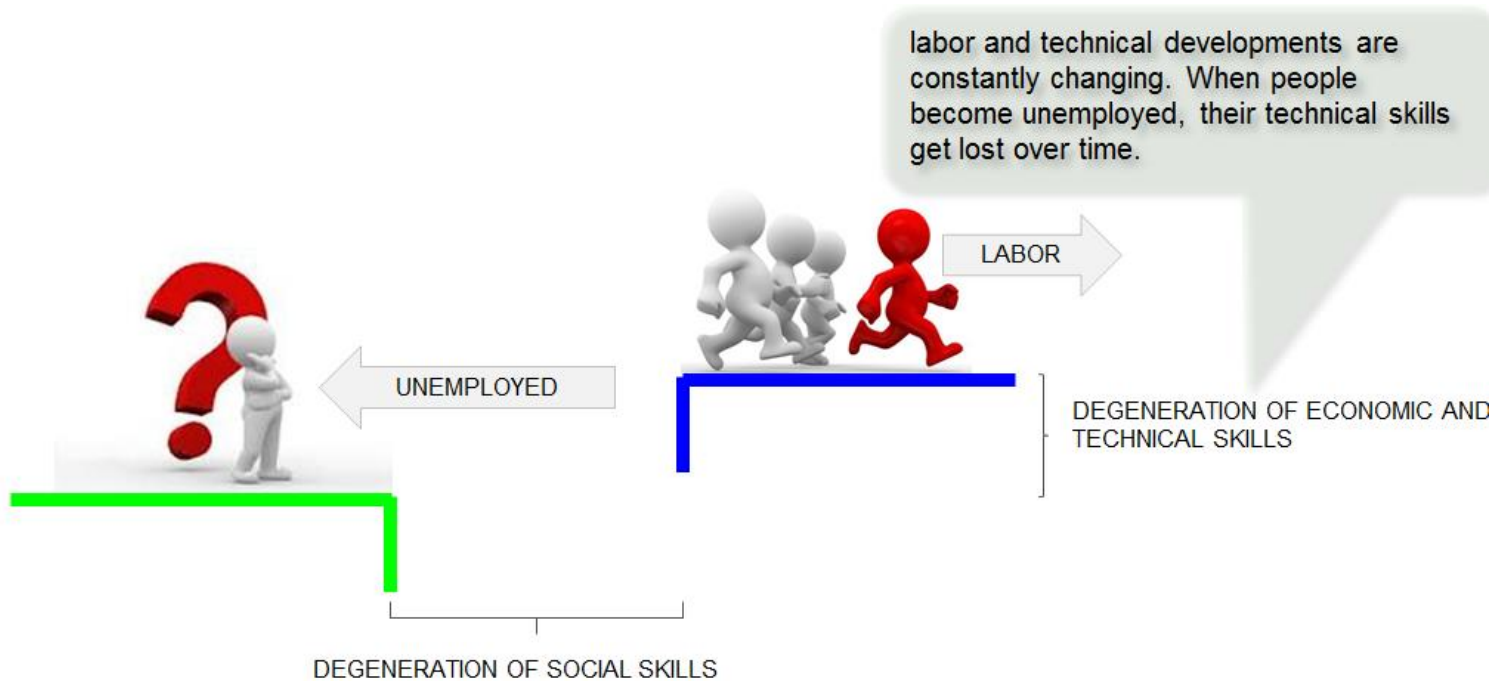 labor and technical developments are
constantly changing. When people
become unemployed, their technical skills
get lost over time.
LABOR
UNEMPLOYED
DEGENERATION OF ECONOMIC AND
TECHNICAL SKILLS
DEGENERATION OF SOCIAL SKILLS